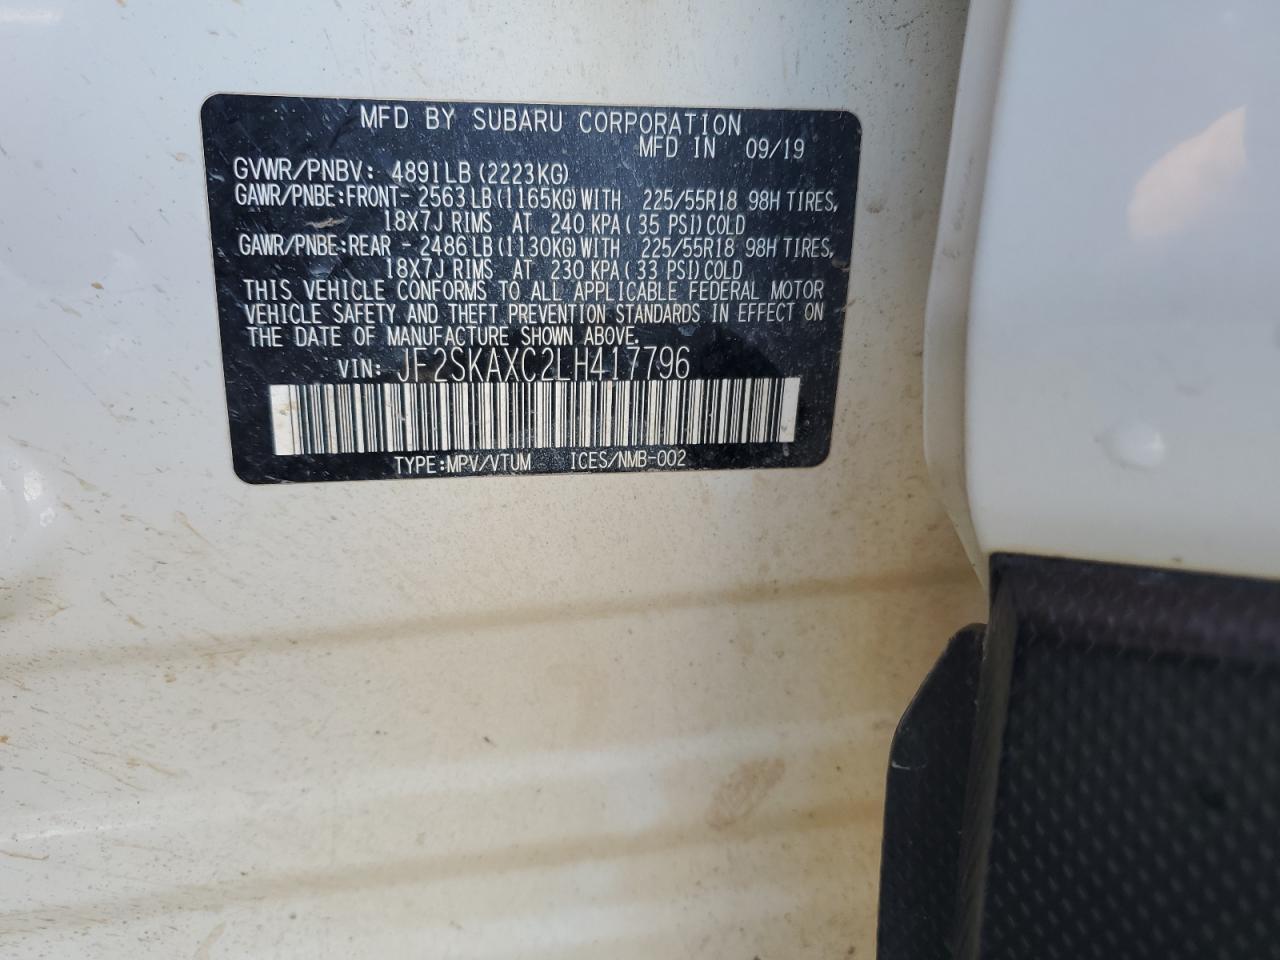 MFD BY SUBARU CORPORATION
MFD IN 09/19
GVWR/PNBV: 4891LB (2223KG)
GAWR/PNBE:FRONT- 2563LB (1165KG) WITH 225/55R18 98H TIRES,
18X7J RIMS AT 240 KPA (35 PSI) COLD
GAWR/PNBE:REAR - 2486LB (1130KG) WITH 225/55R18 98H TIRES,
18X7J RIMS AT 230 KPA (33 PSI) COLD
THIS VEHICLE CONFORMS TO ALL APPLICABLE FEDERAL MOTOR
VEHICLE SAFETY AND THEFT PREVENTION STANDARDS IN EFFECT ON
THE DATE OF MANUFACTURE SHOWN ABOVE.
VIN: JF2SKAXC2LH417796
TYPE:MPV/VTUM ICES/NMB-002